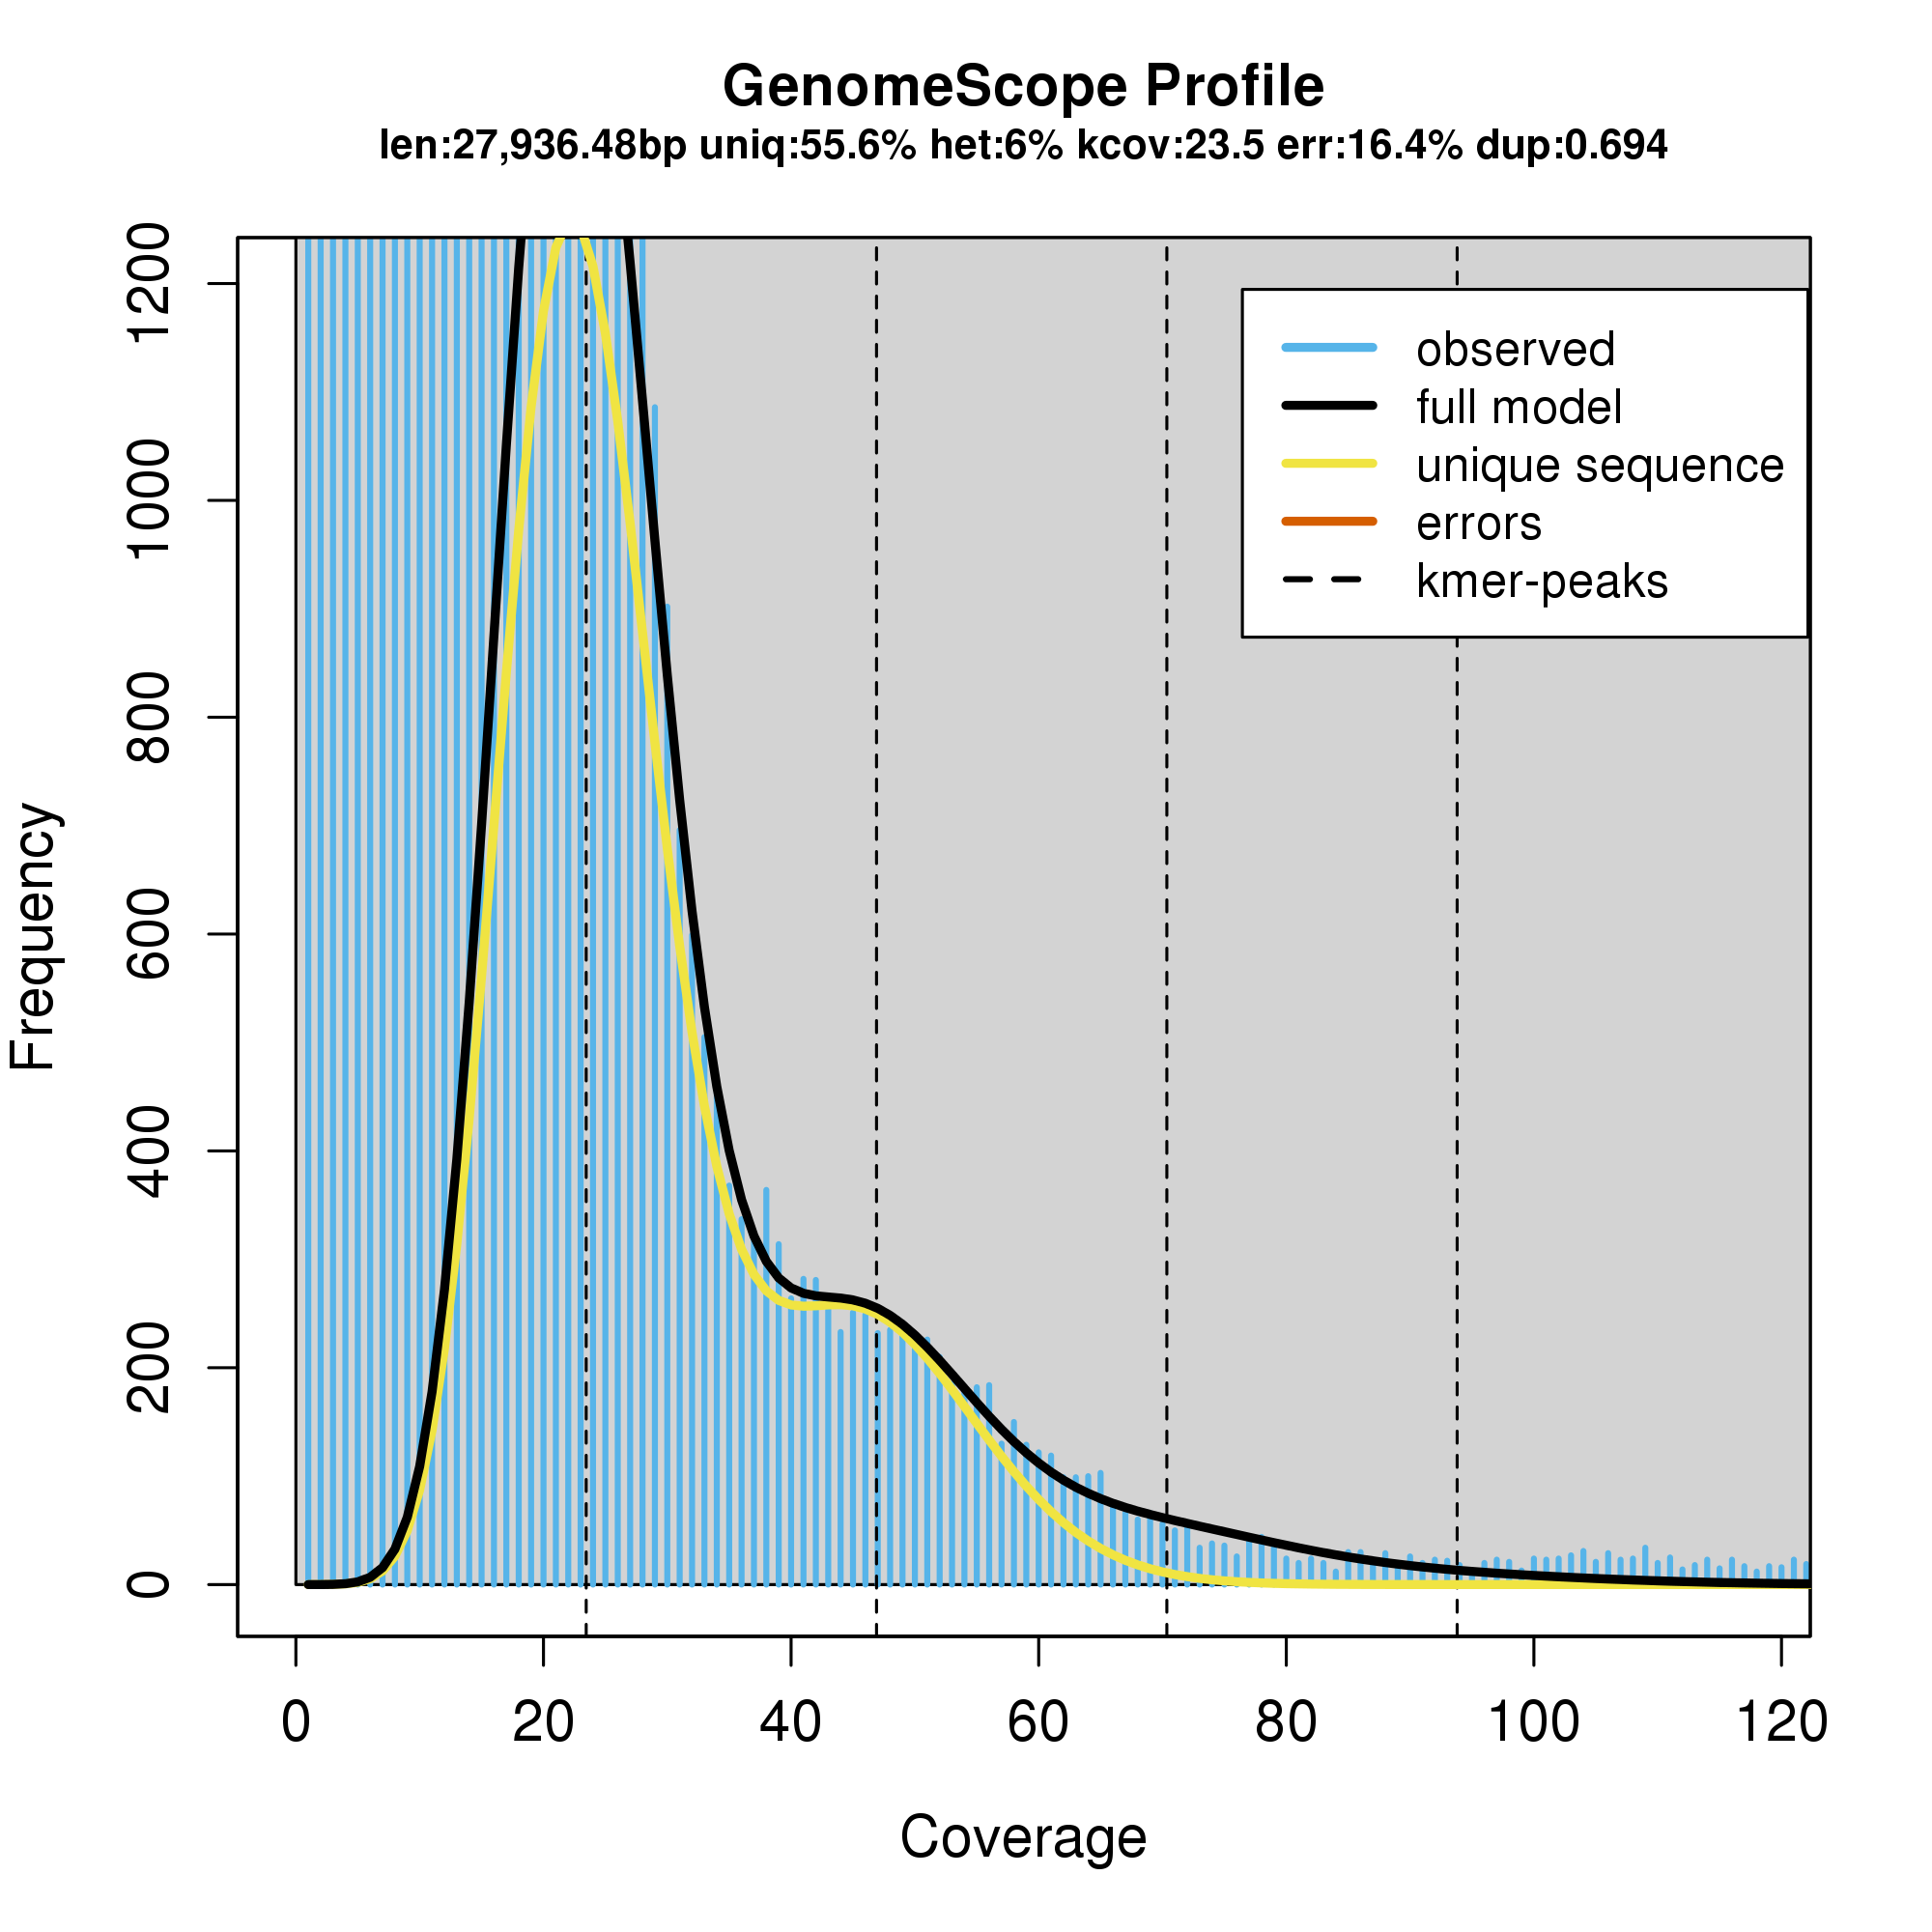 GenomeScope Profile
len:27,936.48bp uniq:55.6% het:6% kcov:23.5 err:16.4% dup:0.694
observed
full model
unique sequence
errors
kmer-peaks
Frequency
1200
1000
800
600
400
200
0
0 20 40 60 80 100 120
Coverage